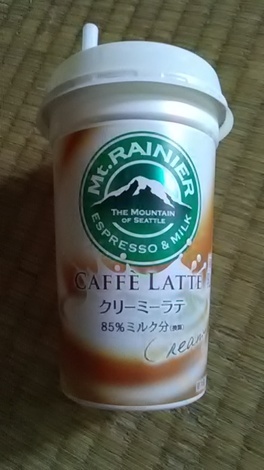 Mt. RAINIER
THE MOUNTAIN
OF SEATTLE
ESPRESSO & MILK
CAFFÈ LATTE
クリーミーラテ
85%ミルク分
Cream